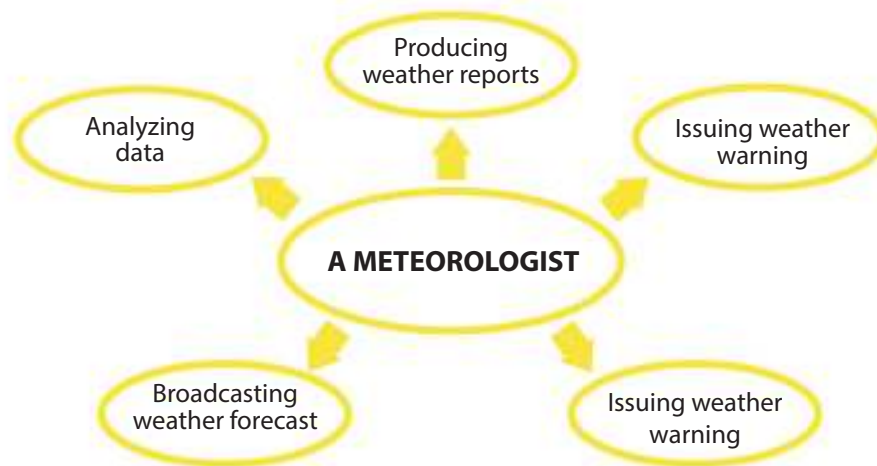 Producing
weather reports
Analyzing
data
Issuing weather
warning
A METEOROLOGIST
Broadcasting
weather forecast
Issuing weather
warning